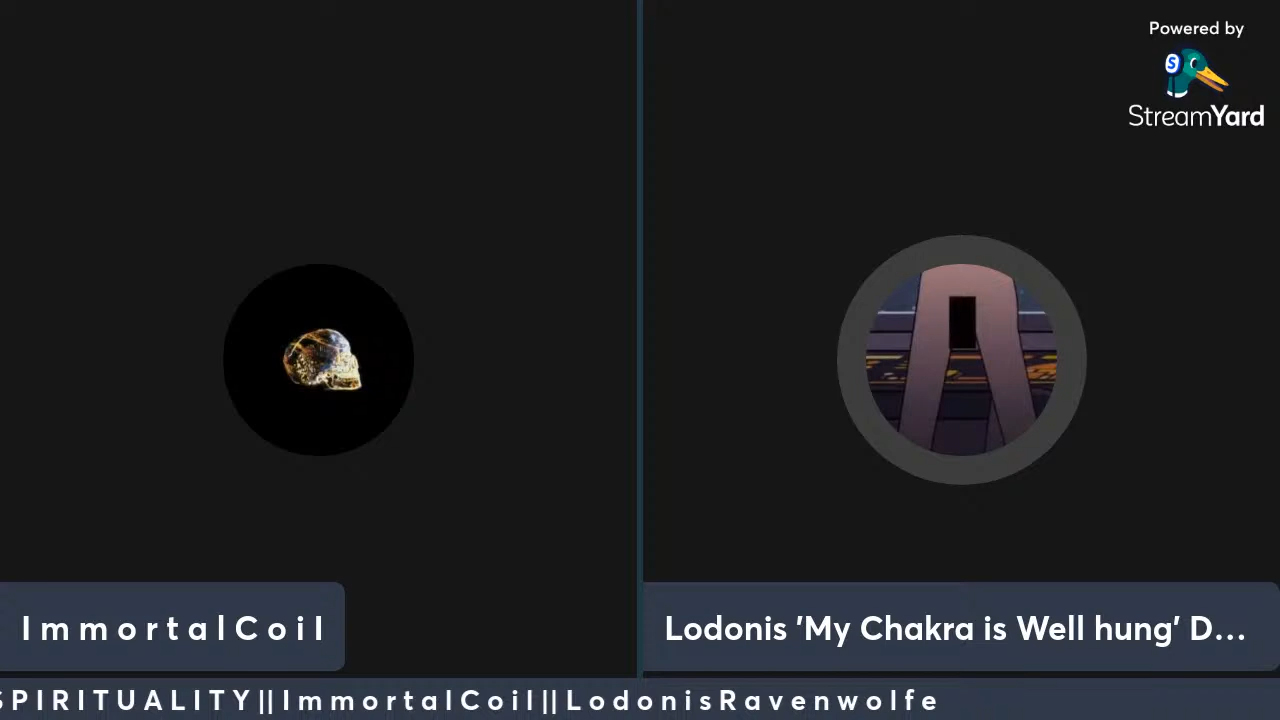 Powered by
S
StreamYard
I m m o r t a l C o i l
Lodonis 'My Chakra is Well hung' D...
S P I R I T U A L I T Y || I m m o r t a l C o i l || L o d o n i s R a v e n w o l f e